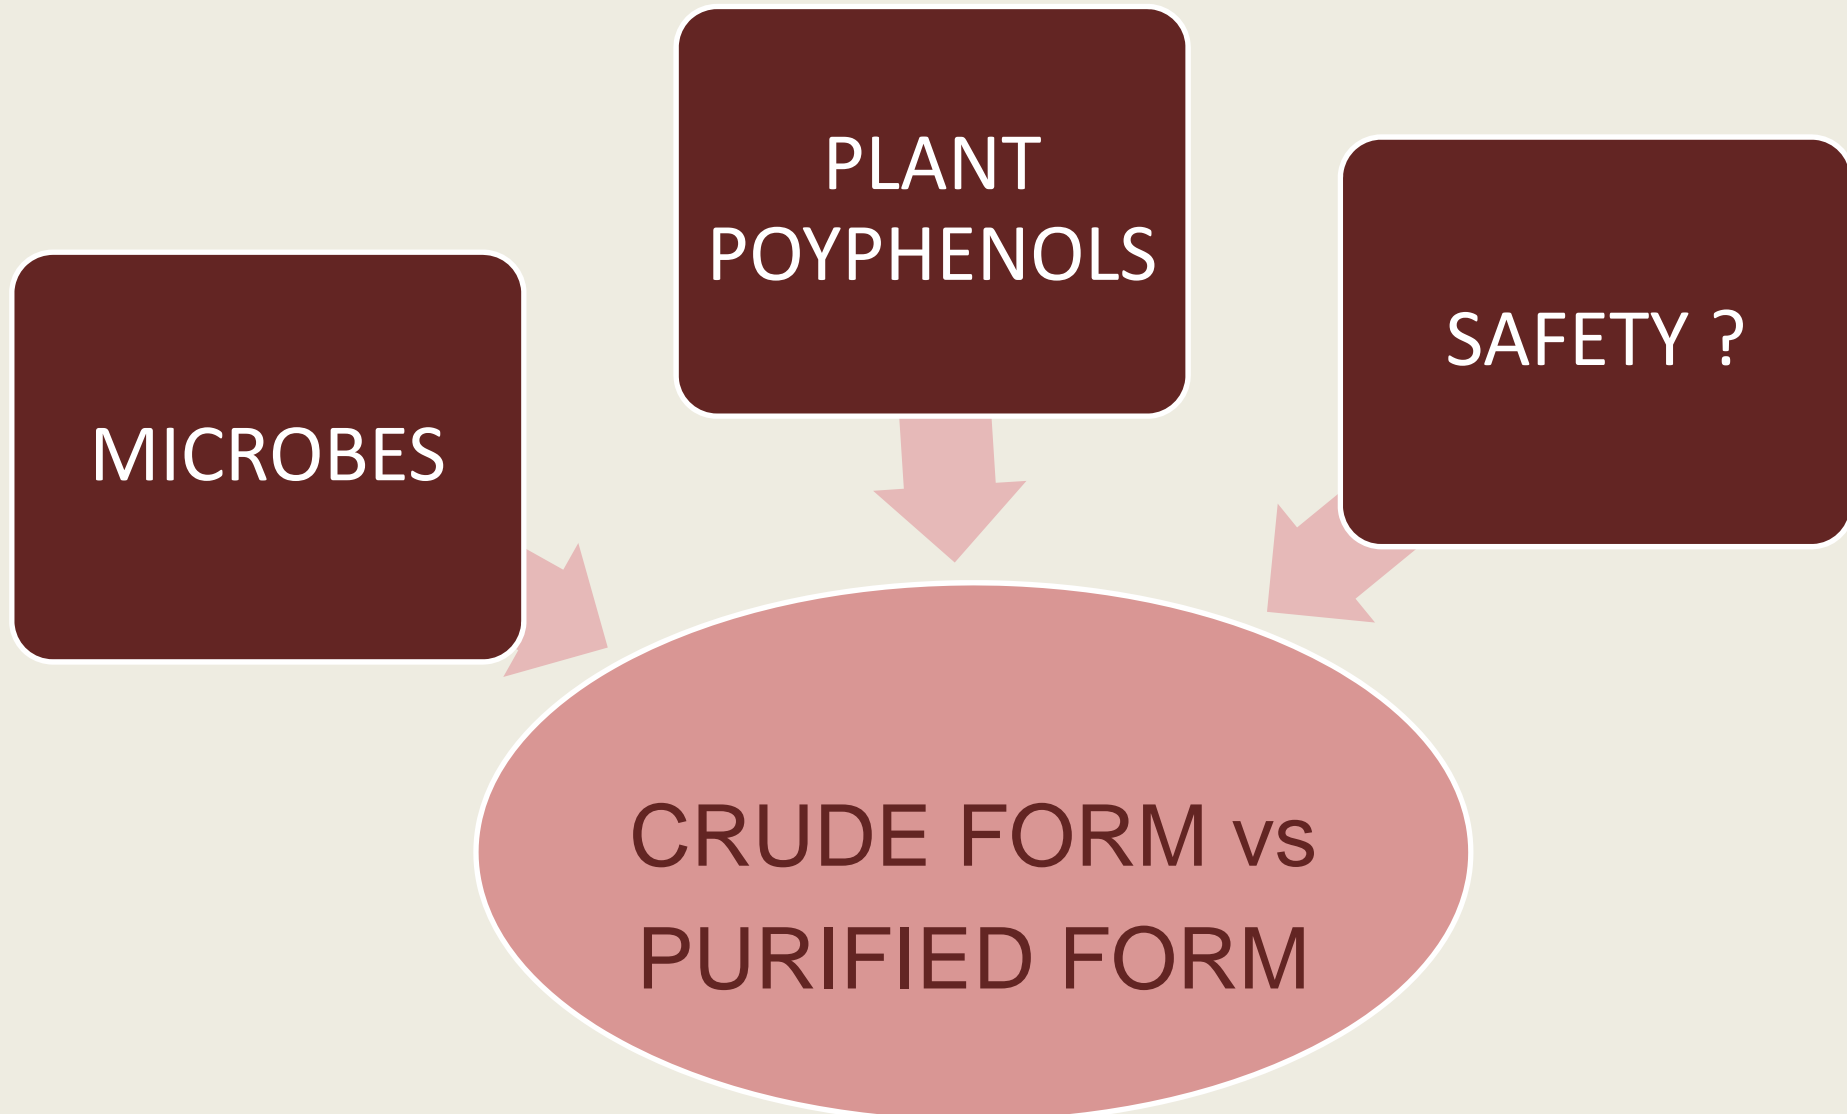 MICROBES
PLANT
POYPHENOLS
SAFETY ?
CRUDE FORM vs
PURIFIED FORM